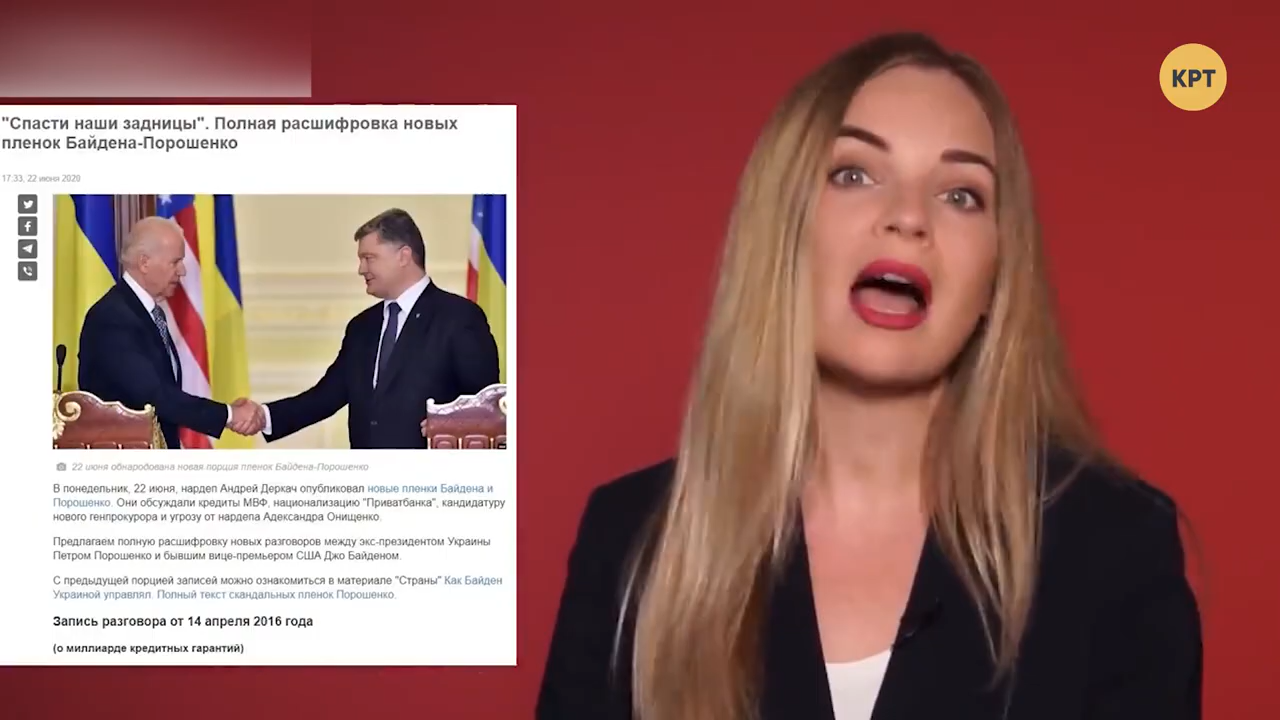 КРТ
"Спасти наши задницы". Полная расшифровка новых
пленок Байдена-Порошенко
17:33, 22 июня 2020
22 июня обнародована новая порция пленок Байдена-Порошенко
В понедельник, 22 июня, нардеп Андрей Деркач опубликовал новые пленки Байдена и
Порошенко. Они обсуждали кредиты МВФ, национализацию "Приватбанка", кандидатуру
нового генпрокурора и угрозу от нардепа Адександра Онищенко.
Предлагаем полную расшифровку новых разговоров между экс-президентом Украины
Петром Порошенко и бывшим вице-премьером США Джо Байденом.
С предыдущей порцией записей можно ознакомиться в материале "Страны" Как Байден
Украиной управлял. Полный текст скандальных пленок Порошенко.
Запись разговора от 14 апреля 2016 года
(о миллиарде кредитных гарантий)